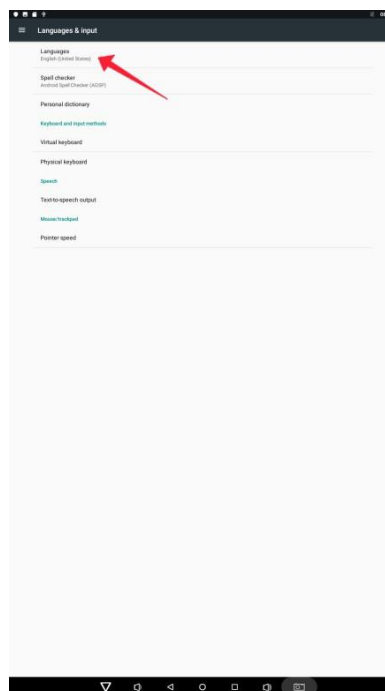 Languages & input
Languages
English (United States)
Spell checker
Android Spell Checker (AOSP)
Personal dictionary
Keyboard and input methods
Virtual keyboard
Physical keyboard
Speech
Text-to-speech output
Mouse/trackpad
Pointer speed